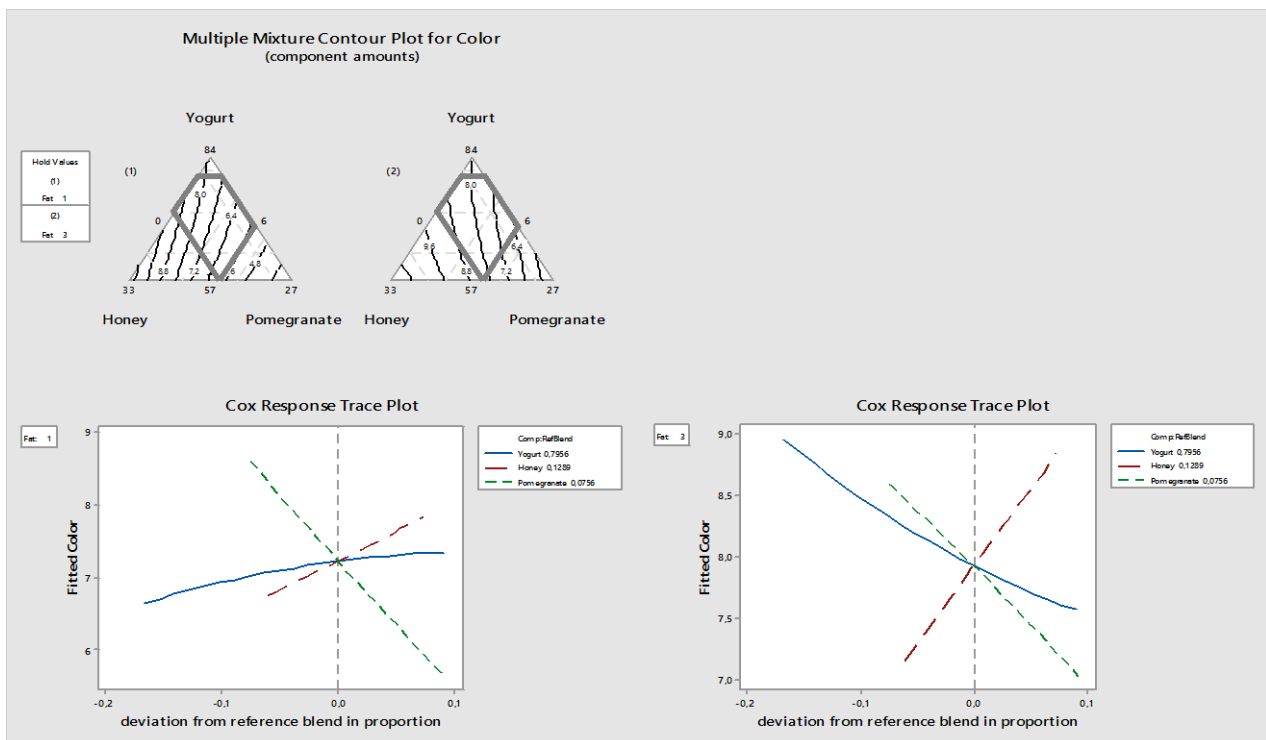 Multiple Mixture Contour Plot for Color
(component amounts)
Hold Values
(1)
Fat 1
(2)
Fat 3
(1)
Yogurt
84
0
6
8.0
6.4
8.8
7.2
6
4.8
33
57
27
Honey
Pomegranate
(2)
Yogurt
84
0
6
8.0
9.6
6.4
8.8
7.2
33
57
27
Honey
Pomegranate
Cox Response Trace Plot
Fat: 1
Fitted Color
9
8
7
6
-0,2
-0,1
0,0
0,1
deviation from reference blend in proportion
Comp:RefBlend
Yogurt 0,7956
Honey 0,1289
Pomegranate 0,0756
Cox Response Trace Plot
Fat: 3
Fitted Color
9,0
8,5
8,0
7,5
7,0
-0,2
-0,1
0,0
0,1
deviation from reference blend in proportion
Comp:RefBlend
Yogurt 0,7956
Honey 0,1289
Pomegranate 0,0756